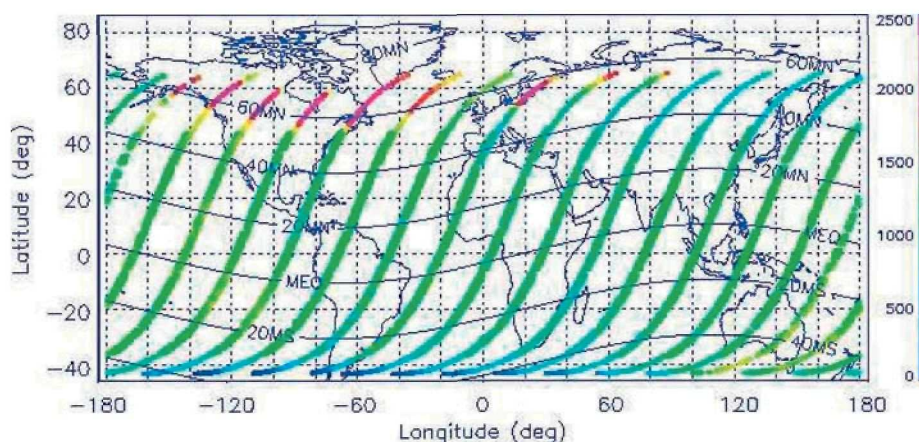 80
60
40
20
0
−20
−40
Latitude (deg)
−180
−120
−60
0
60
120
180
Longitude (deg)
2500
2000
1500
1000
500
0
80MN
60MN
60MN
40MN
40MN
20MN
20MN
MEQ
MEQ
20MS
20MS
40MS